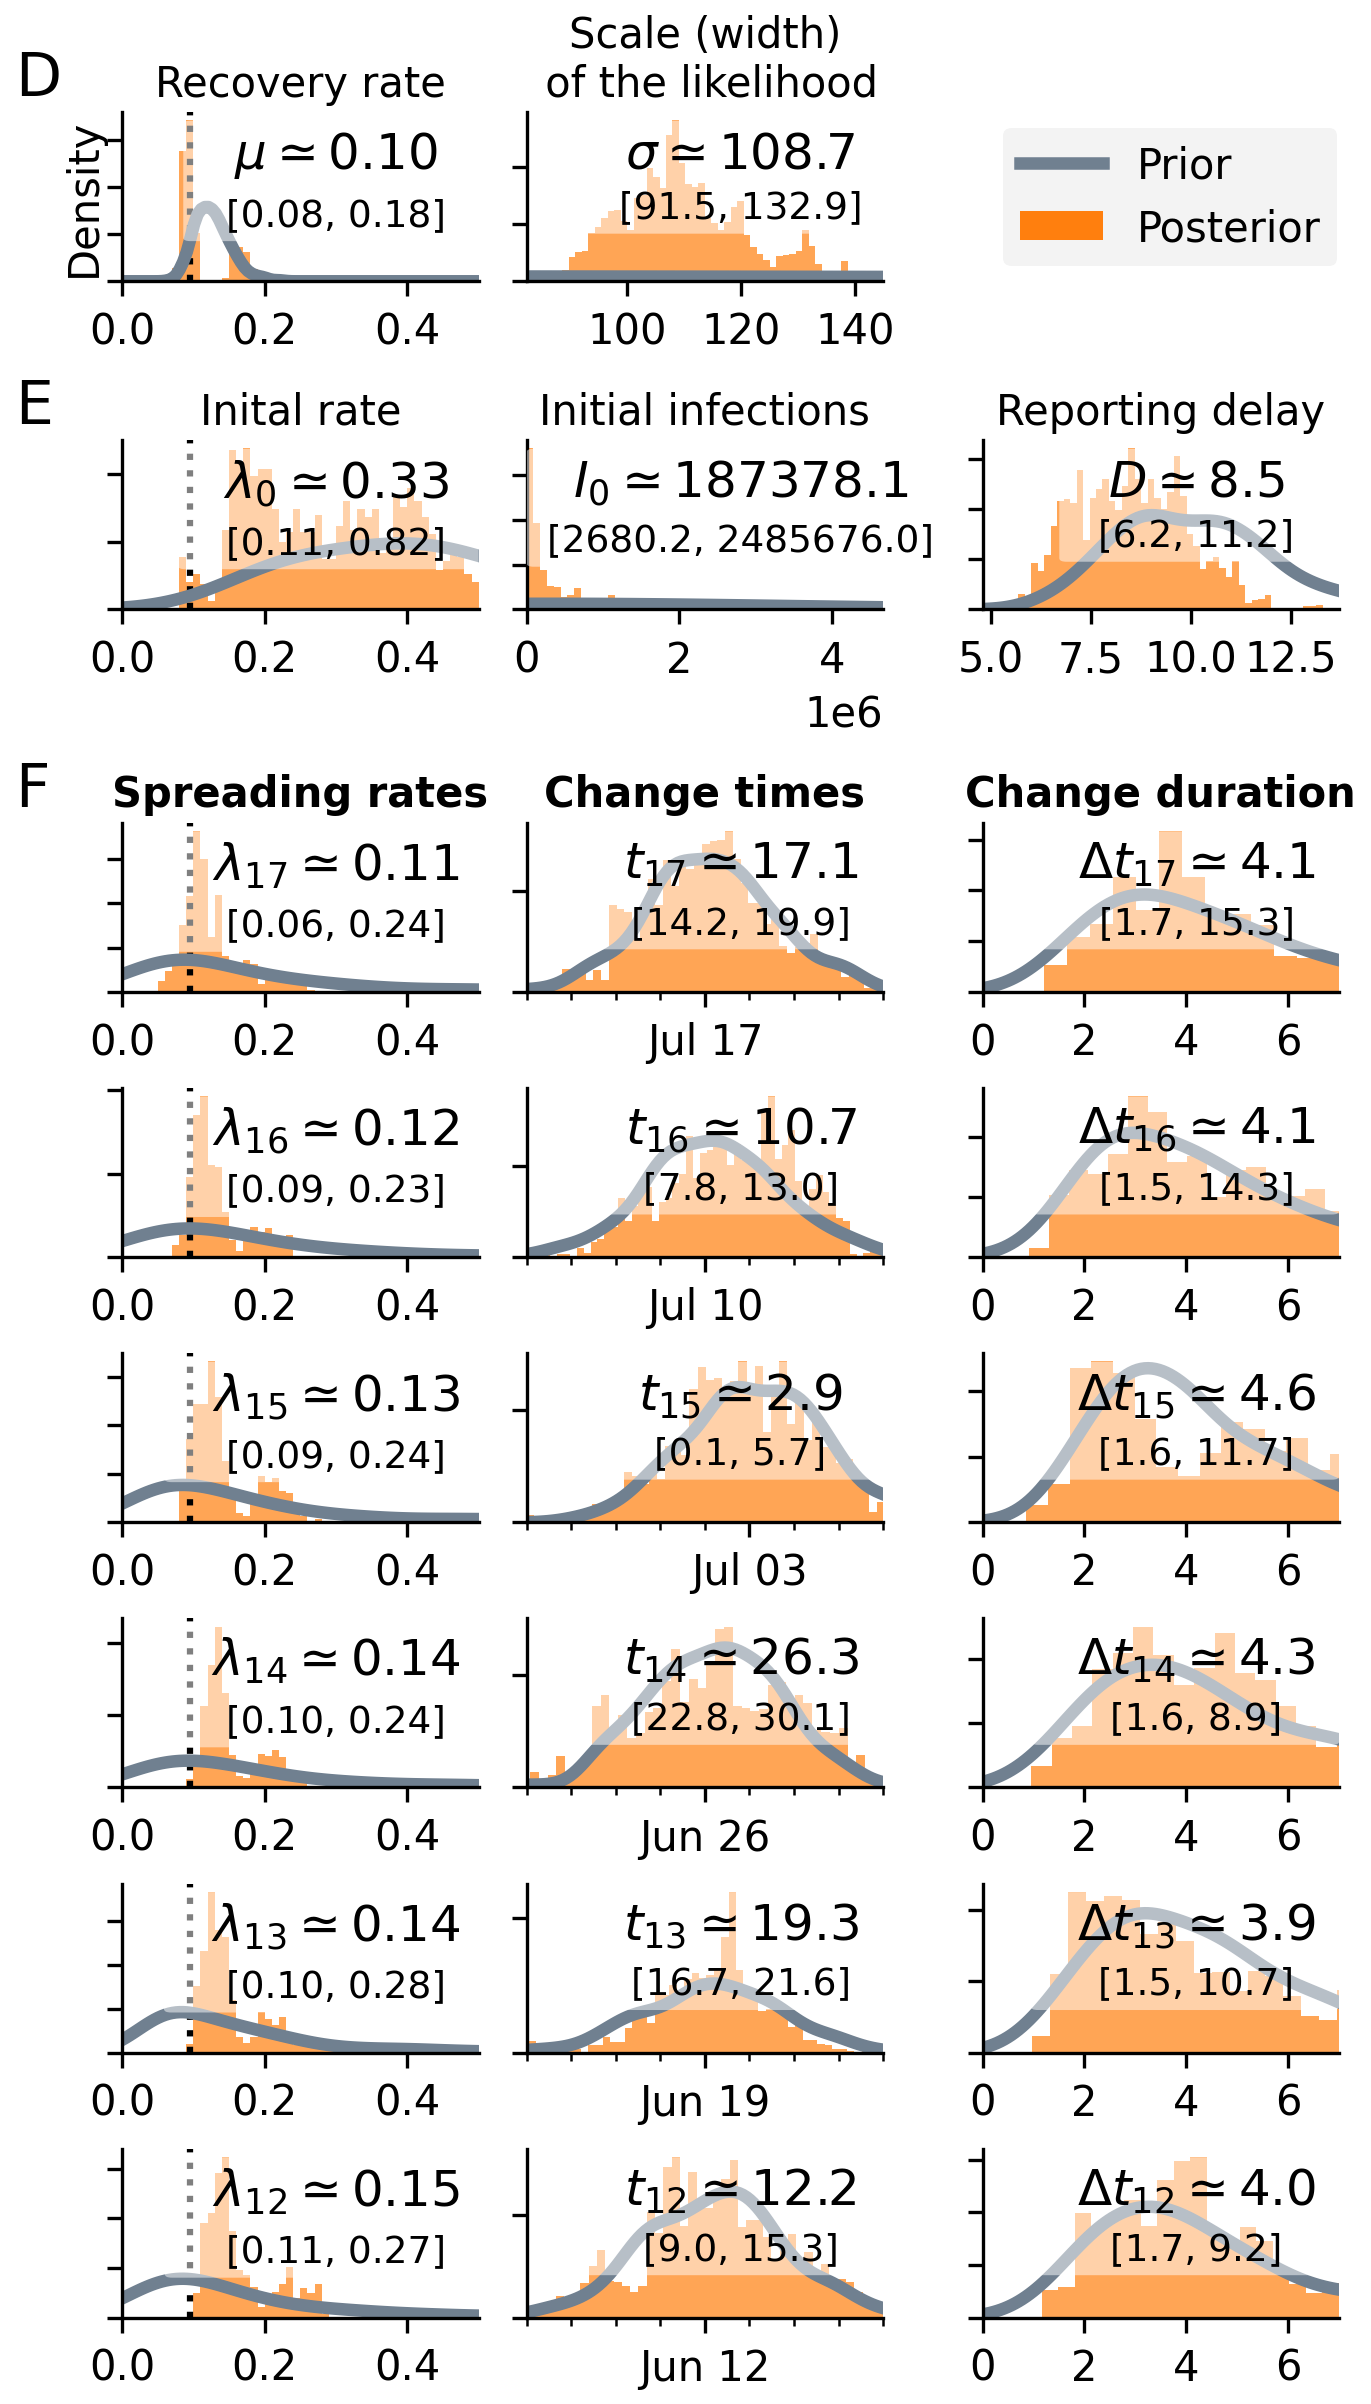 D
Recovery rate
Scale (width)
of the likelihood
Density
μ ≃ 0.10
[0.08, 0.18]
σ ≃ 108.7
[91.5, 132.9]
Prior
Posterior
0.0 0.2 0.4
100 120 140
E
Inital rate
Initial infections
Reporting delay
λ₀ ≃ 0.33
[0.11, 0.82]
I₀ ≃ 187378.1
[2680.2, 2485676.0]
D ≃ 8.5
[6.2, 11.2]
0.0 0.2 0.4
0 2 4
1e6
5.0 7.5 10.0 12.5
F
Spreading rates
Change times
Change duration
λ₁₇ ≃ 0.11
[0.06, 0.24]
t₁₇ ≃ 17.1
[14.2, 19.9]
Δt₁₇ ≃ 4.1
[1.7, 15.3]
0.0 0.2 0.4
Jul 17
0 2 4 6
λ₁₆ ≃ 0.12
[0.09, 0.23]
t₁₆ ≃ 10.7
[7.8, 13.0]
Δt₁₆ ≃ 4.1
[1.5, 14.3]
0.0 0.2 0.4
Jul 10
0 2 4 6
λ₁₅ ≃ 0.13
[0.09, 0.24]
t₁₅ ≃ 2.9
[0.1, 5.7]
Δt₁₅ ≃ 4.6
[1.6, 11.7]
0.0 0.2 0.4
Jul 03
0 2 4 6
λ₁₄ ≃ 0.14
[0.10, 0.24]
t₁₄ ≃ 26.3
[22.8, 30.1]
Δt₁₄ ≃ 4.3
[1.6, 8.9]
0.0 0.2 0.4
Jun 26
0 2 4 6
λ₁₃ ≃ 0.14
[0.10, 0.28]
t₁₃ ≃ 19.3
[16.7, 21.6]
Δt₁₃ ≃ 3.9
[1.5, 10.7]
0.0 0.2 0.4
Jun 19
0 2 4 6
λ₁₂ ≃ 0.15
[0.11, 0.27]
t₁₂ ≃ 12.2
[9.0, 15.3]
Δt₁₂ ≃ 4.0
[1.7, 9.2]
0.0 0.2 0.4
Jun 12
0 2 4 6